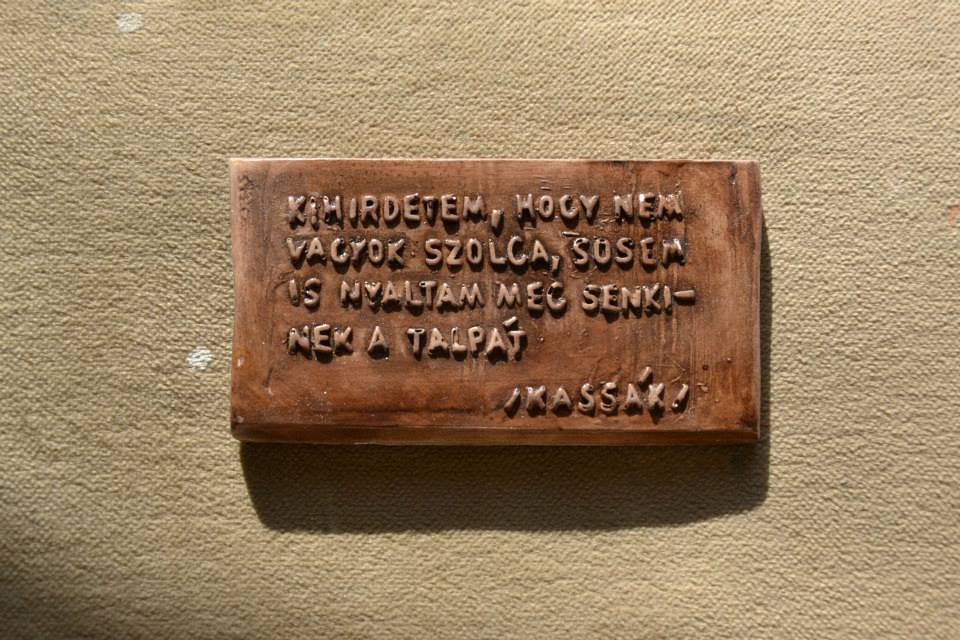 KIHIRDETEM, HOGY NEM
VAGYOK SZOLGA, SOSEM
IS NYALTAM MEG SENKI-
NEK A TALPÁT
/KASSÁK/